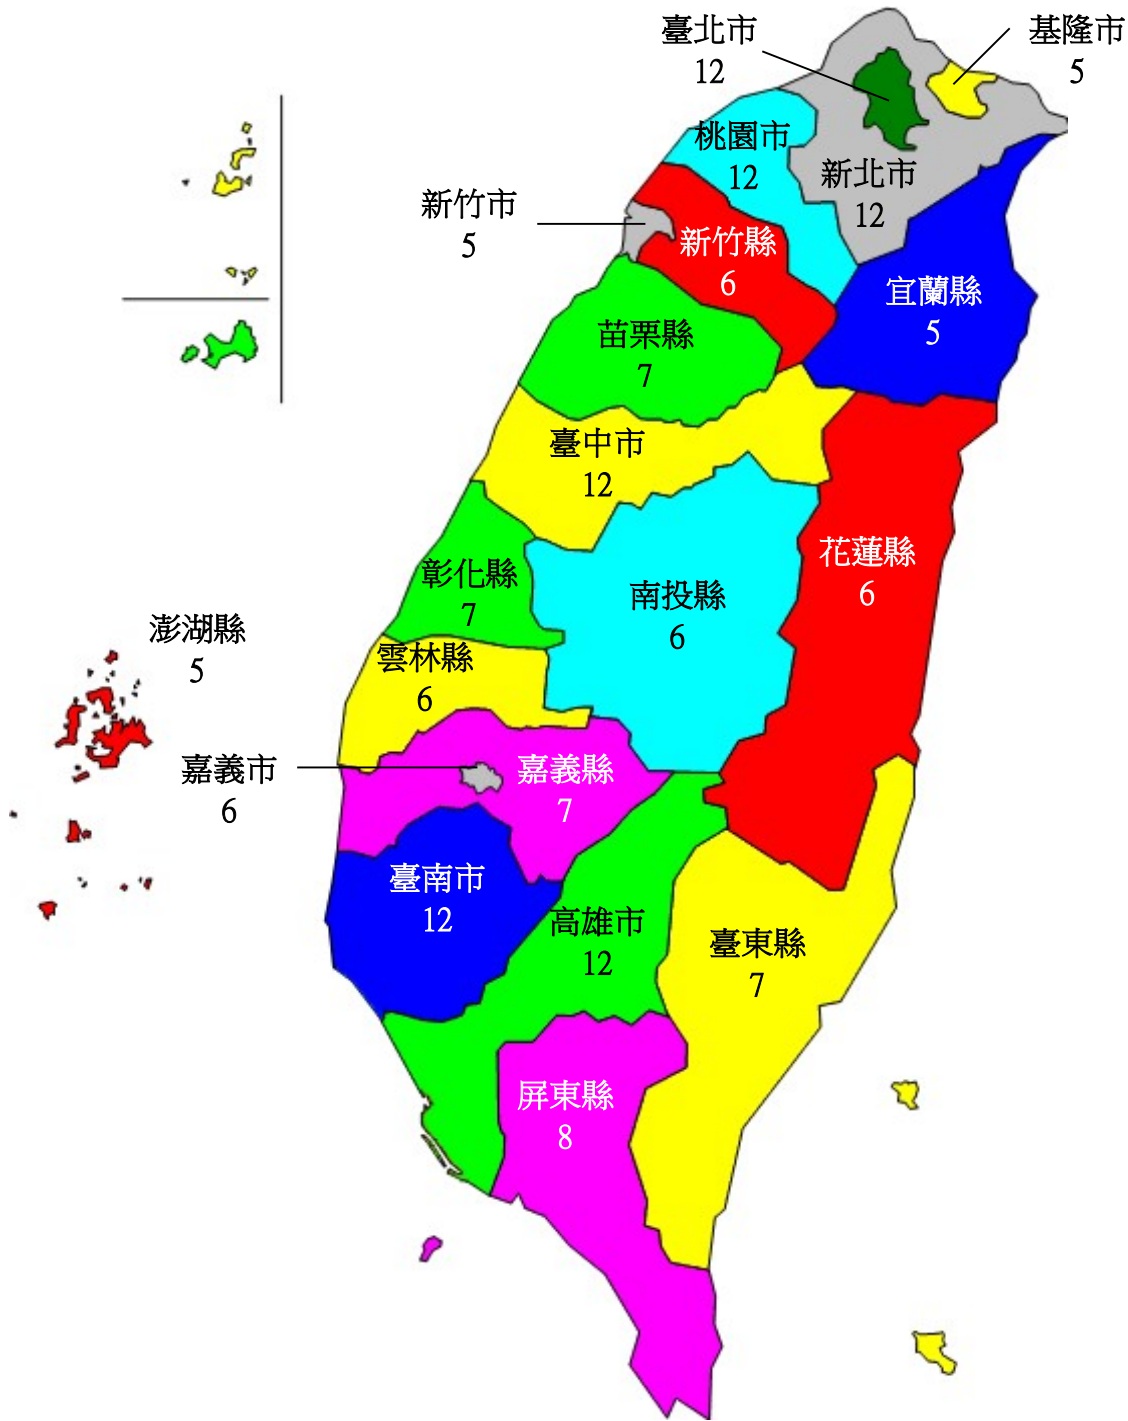 臺北市
12
基隆市
5
桃園市
12
新北市
12
新竹市
5
新竹縣
6
宜蘭縣
5
苗栗縣
7
臺中市
12
花蓮縣
6
彰化縣
7
南投縣
6
澎湖縣
5
雲林縣
6
嘉義市
6
嘉義縣
7
臺南市
12
高雄市
12
臺東縣
7
屏東縣
8